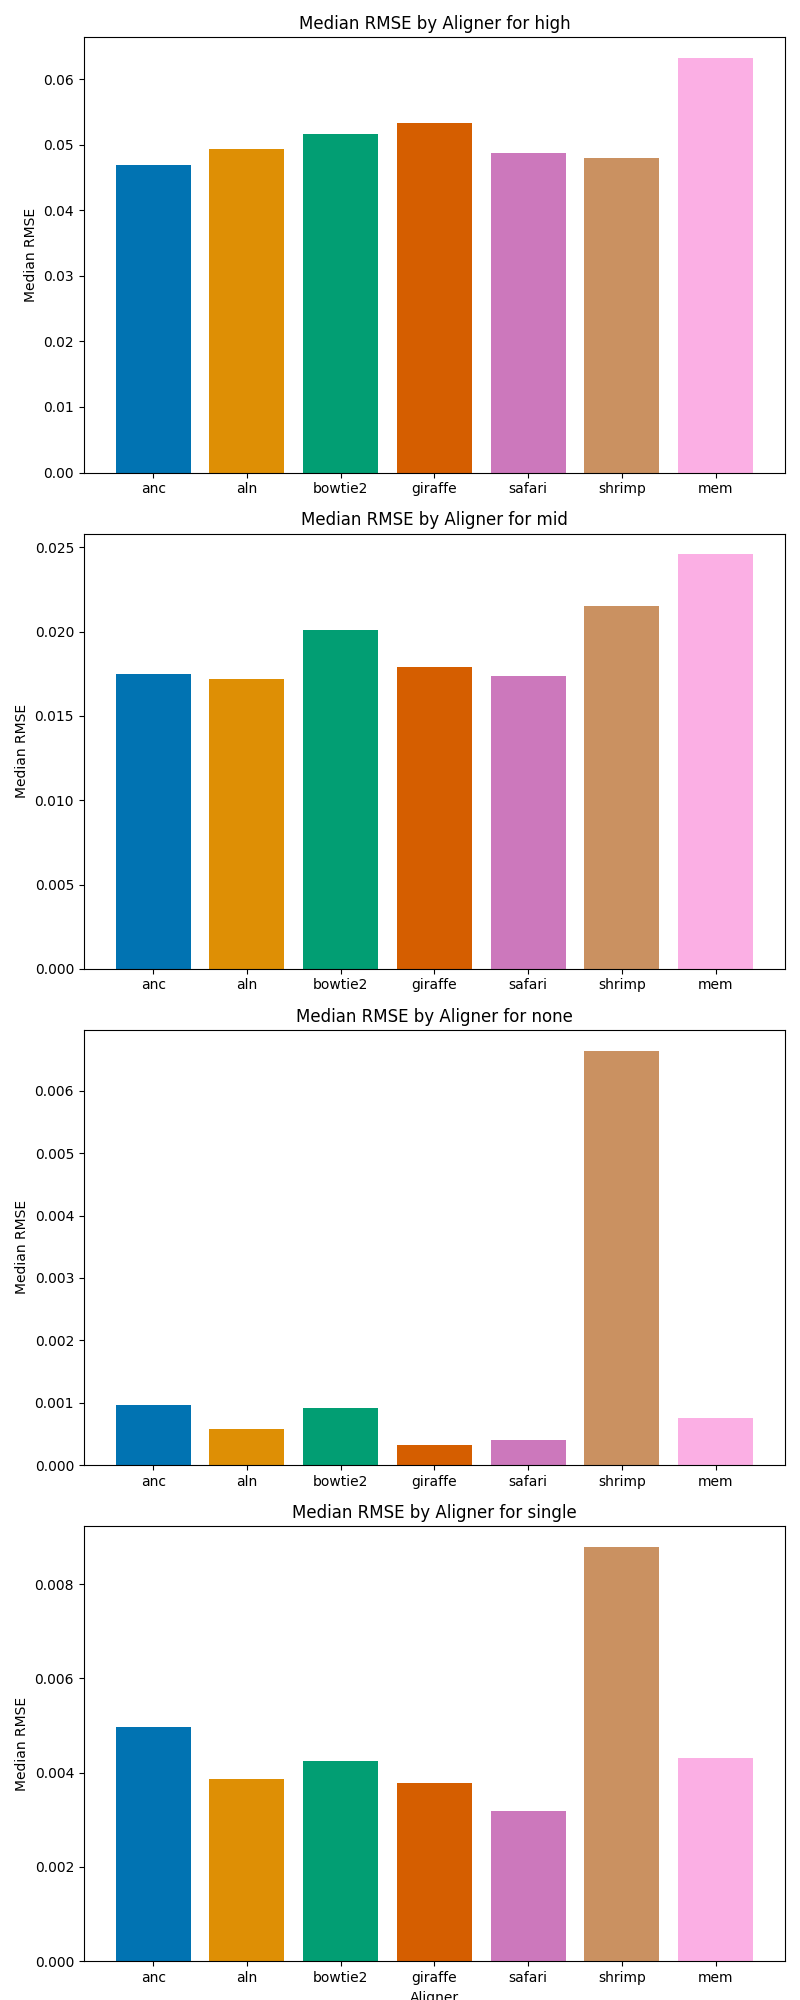 Median RMSE by Aligner for high
Median RMSE
0.06
0.05
0.04
0.03
0.02
0.01
0.00
anc aln bowtie2 giraffe safari shrimp mem
Median RMSE by Aligner for mid
Median RMSE
0.025
0.020
0.015
0.010
0.005
0.000
anc aln bowtie2 giraffe safari shrimp mem
Median RMSE by Aligner for none
Median RMSE
0.006
0.005
0.004
0.003
0.002
0.001
0.000
anc aln bowtie2 giraffe safari shrimp mem
Median RMSE by Aligner for single
Median RMSE
0.008
0.006
0.004
0.002
0.000
anc aln bowtie2 giraffe safari shrimp mem
Aligner